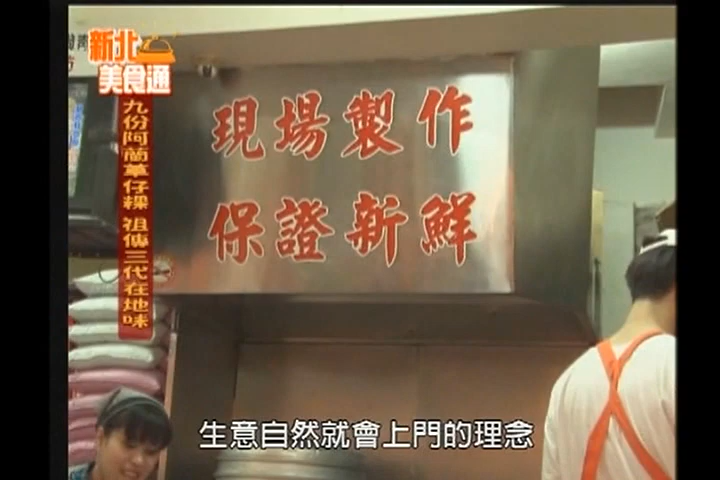 新北
美食通
九份阿蘭草仔粿 祖傳三代在地味
現場製作
保證新鮮
生意自然就會上門的理念